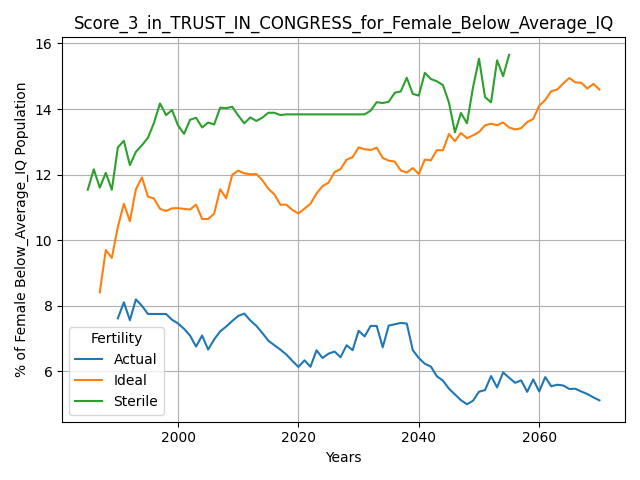 Score_3_in_TRUST_IN_CONGRESS_for_Female_Below_Average_IQ
% of Female Below_Average_IQ Population
16
14
12
10
8
6
Fertility
Actual
Ideal
Sterile
2000 2020 2040 2060
Years